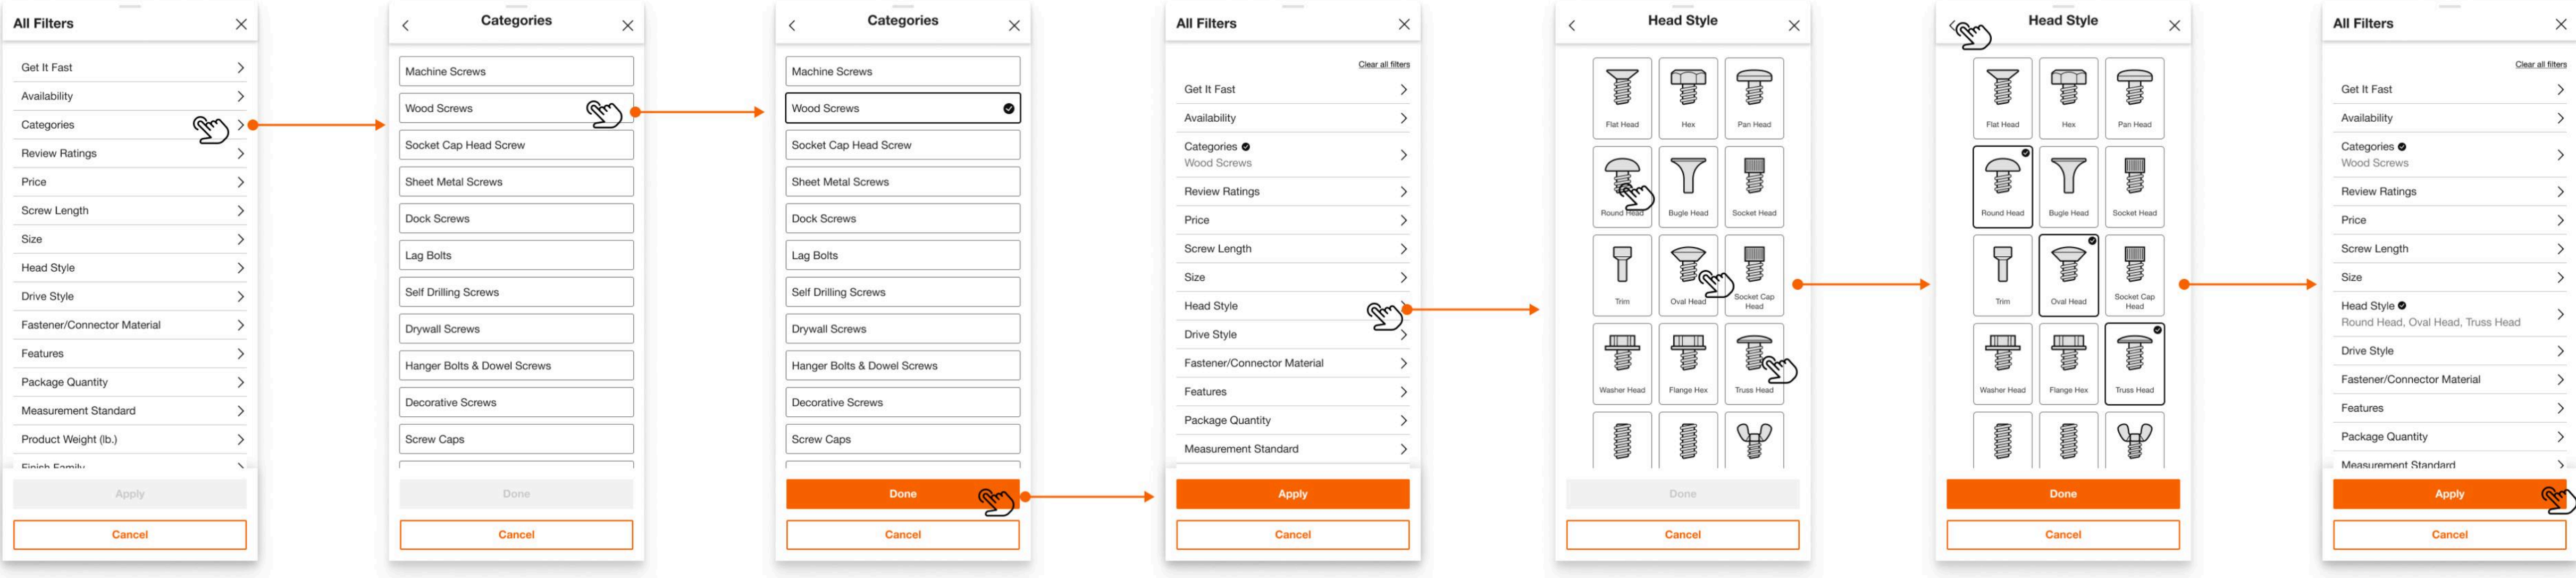 All Filters
Get It Fast
Availability
Categories
Review Ratings
Price
Screw Length
Size
Head Style
Drive Style
Fastener/Connector Material
Features
Package Quantity
Measurement Standard
Product Weight (lb.)
Finish Family
Apply
Cancel
Categories
Machine Screws
Wood Screws
Socket Cap Head Screw
Sheet Metal Screws
Dock Screws
Lag Bolts
Self Drilling Screws
Drywall Screws
Hanger Bolts & Dowel Screws
Decorative Screws
Screw Caps
Done
Cancel
Categories
Machine Screws
Wood Screws
Socket Cap Head Screw
Sheet Metal Screws
Dock Screws
Lag Bolts
Self Drilling Screws
Drywall Screws
Hanger Bolts & Dowel Screws
Decorative Screws
Screw Caps
Done
Cancel
All Filters
Clear all filters
Get It Fast
Availability
Categories
Wood Screws
Review Ratings
Price
Screw Length
Size
Head Style
Drive Style
Fastener/Connector Material
Features
Package Quantity
Measurement Standard
Apply
Cancel
Head Style
Flat Head Hex Pan Head
Round Head Bugle Head Socket Head
Trim Oval Head Socket Cap
Head
Washer Head Flange Hex Truss Head
Done
Cancel
Head Style
Flat Head Hex Pan Head
Round Head Bugle Head Socket Head
Trim Oval Head Socket Cap
Head
Washer Head Flange Hex Truss Head
Done
Cancel
All Filters
Clear all filters
Get It Fast
Availability
Categories
Wood Screws
Review Ratings
Price
Screw Length
Size
Head Style
Round Head, Oval Head, Truss Head
Drive Style
Fastener/Connector Material
Features
Package Quantity
Measurement Standard
Apply
Cancel